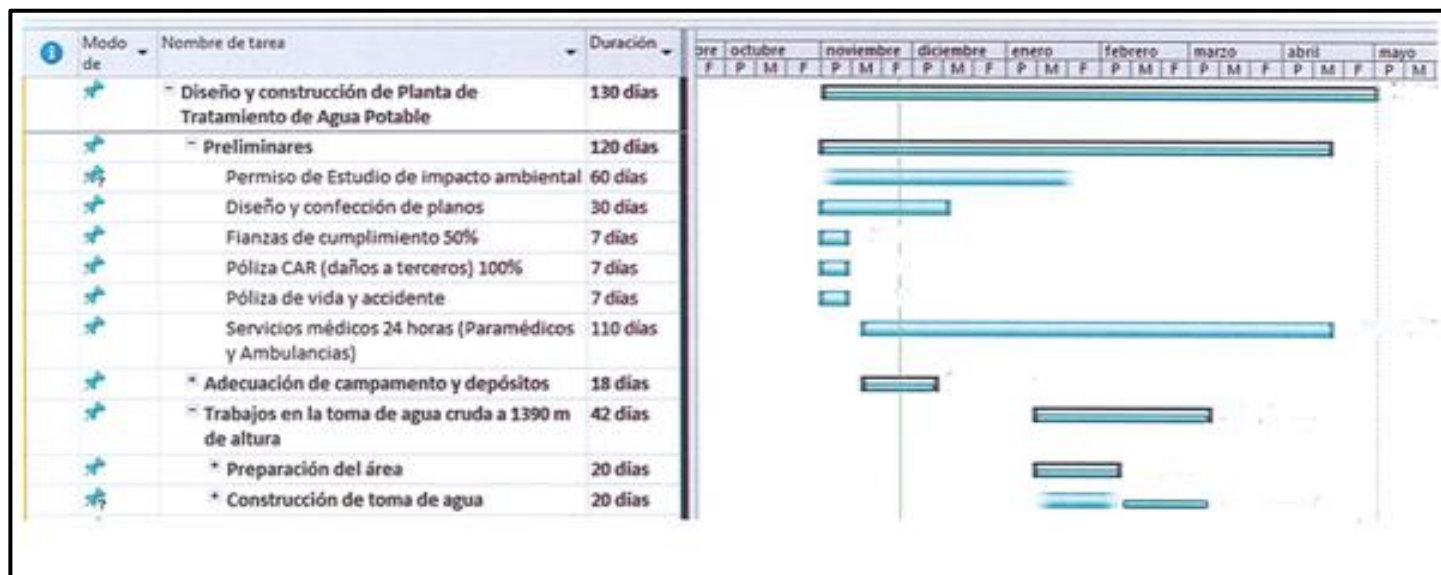 Modo de
Nombre de tarea
Duración
bre octubre noviembre diciembre enero febrero marzo abril mayo
F P M F P M F P M F P M F P M F P M F P M F P M
Diseño y construcción de Planta de 130 días
Tratamiento de Agua Potable
Preliminares 120 días
Permiso de Estudio de impacto ambiental 60 días
Diseño y confección de planos 30 días
Fianzas de cumplimiento 50% 7 días
Póliza CAR (daños a terceros) 100% 7 días
Póliza de vida y accidente 7 días
Servicios médicos 24 horas (Paramédicos 110 días
y Ambulancias)
Adecuación de campamento y depósitos 18 días
Trabajos en la toma de agua cruda a 1390 m 42 días
de altura
Preparación del área 20 días
Construcción de toma de agua 20 días